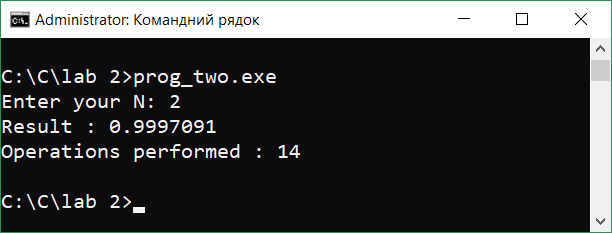 Administrator: Командний рядок
C:\C\lab 2>prog_two.exe
Enter your N: 2
Result : 0.9997091
Operations performed : 14
C:\C\lab 2>